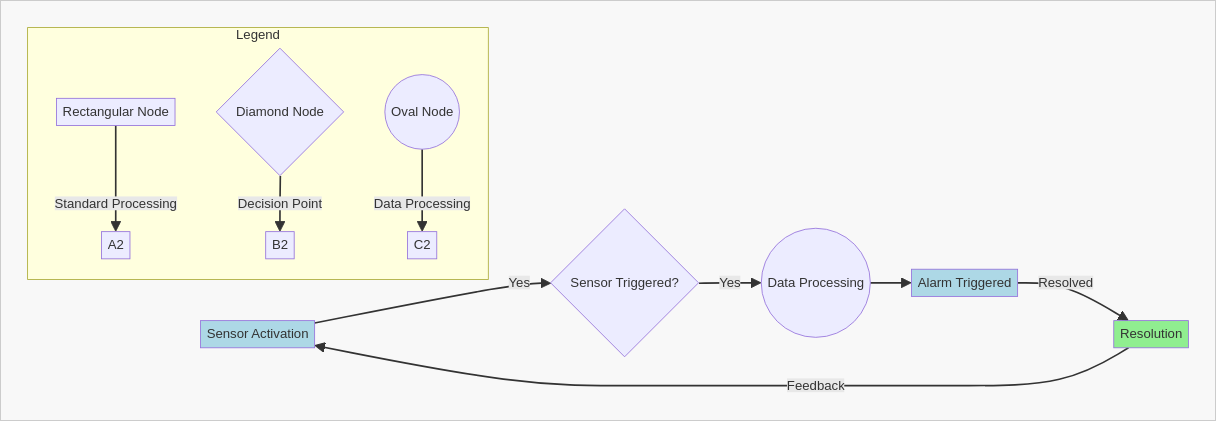 Legend
Rectangular Node
Diamond Node
Oval Node
Standard Processing
Decision Point
Data Processing
A2
B2
C2
Sensor Activation
Yes
Sensor Triggered?
Yes
Data Processing
Alarm Triggered
Resolved
Resolution
Feedback